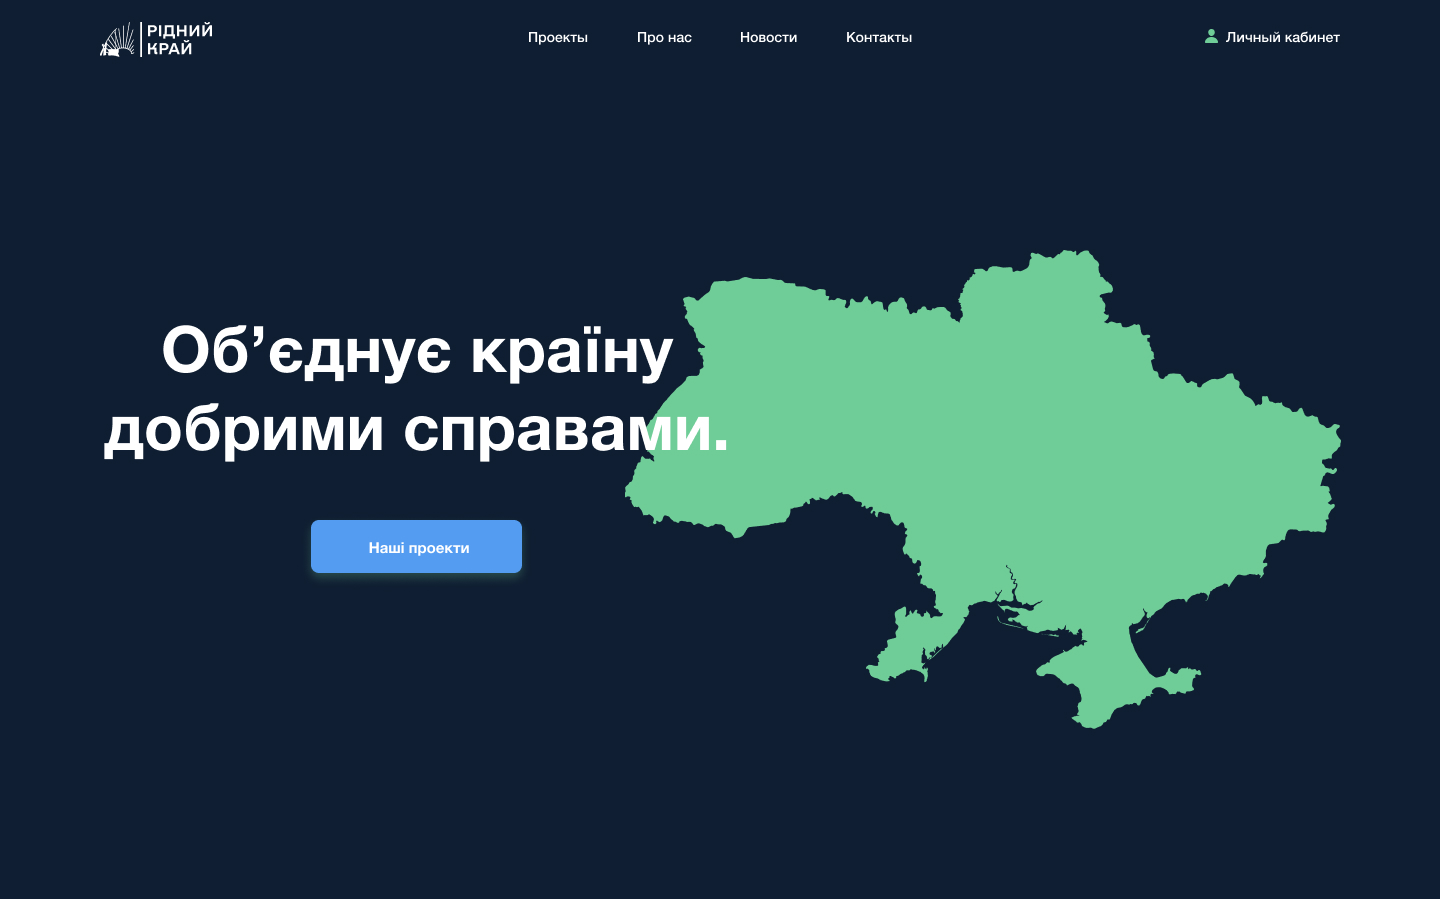 РІДНИЙ
КРАЙ
Проекты
Про нас
Новости
Контакты
Личный кабинет
Об’єднує країну
добрими справами.
Наші проекти